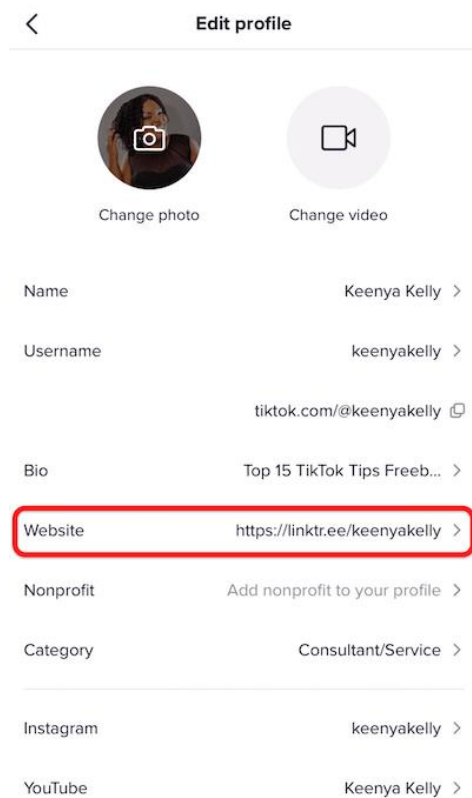 Edit profile
Change photo Change video
Name Keenya Kelly
Username keenyakelly
tiktok.com/@keenyakelly
Bio Top 15 TikTok Tips Freeb...
Website https://linktr.ee/keenyakelly
Nonprofit Add nonprofit to your profile
Category Consultant/Service
Instagram keenyakelly
YouTube Keenya Kelly